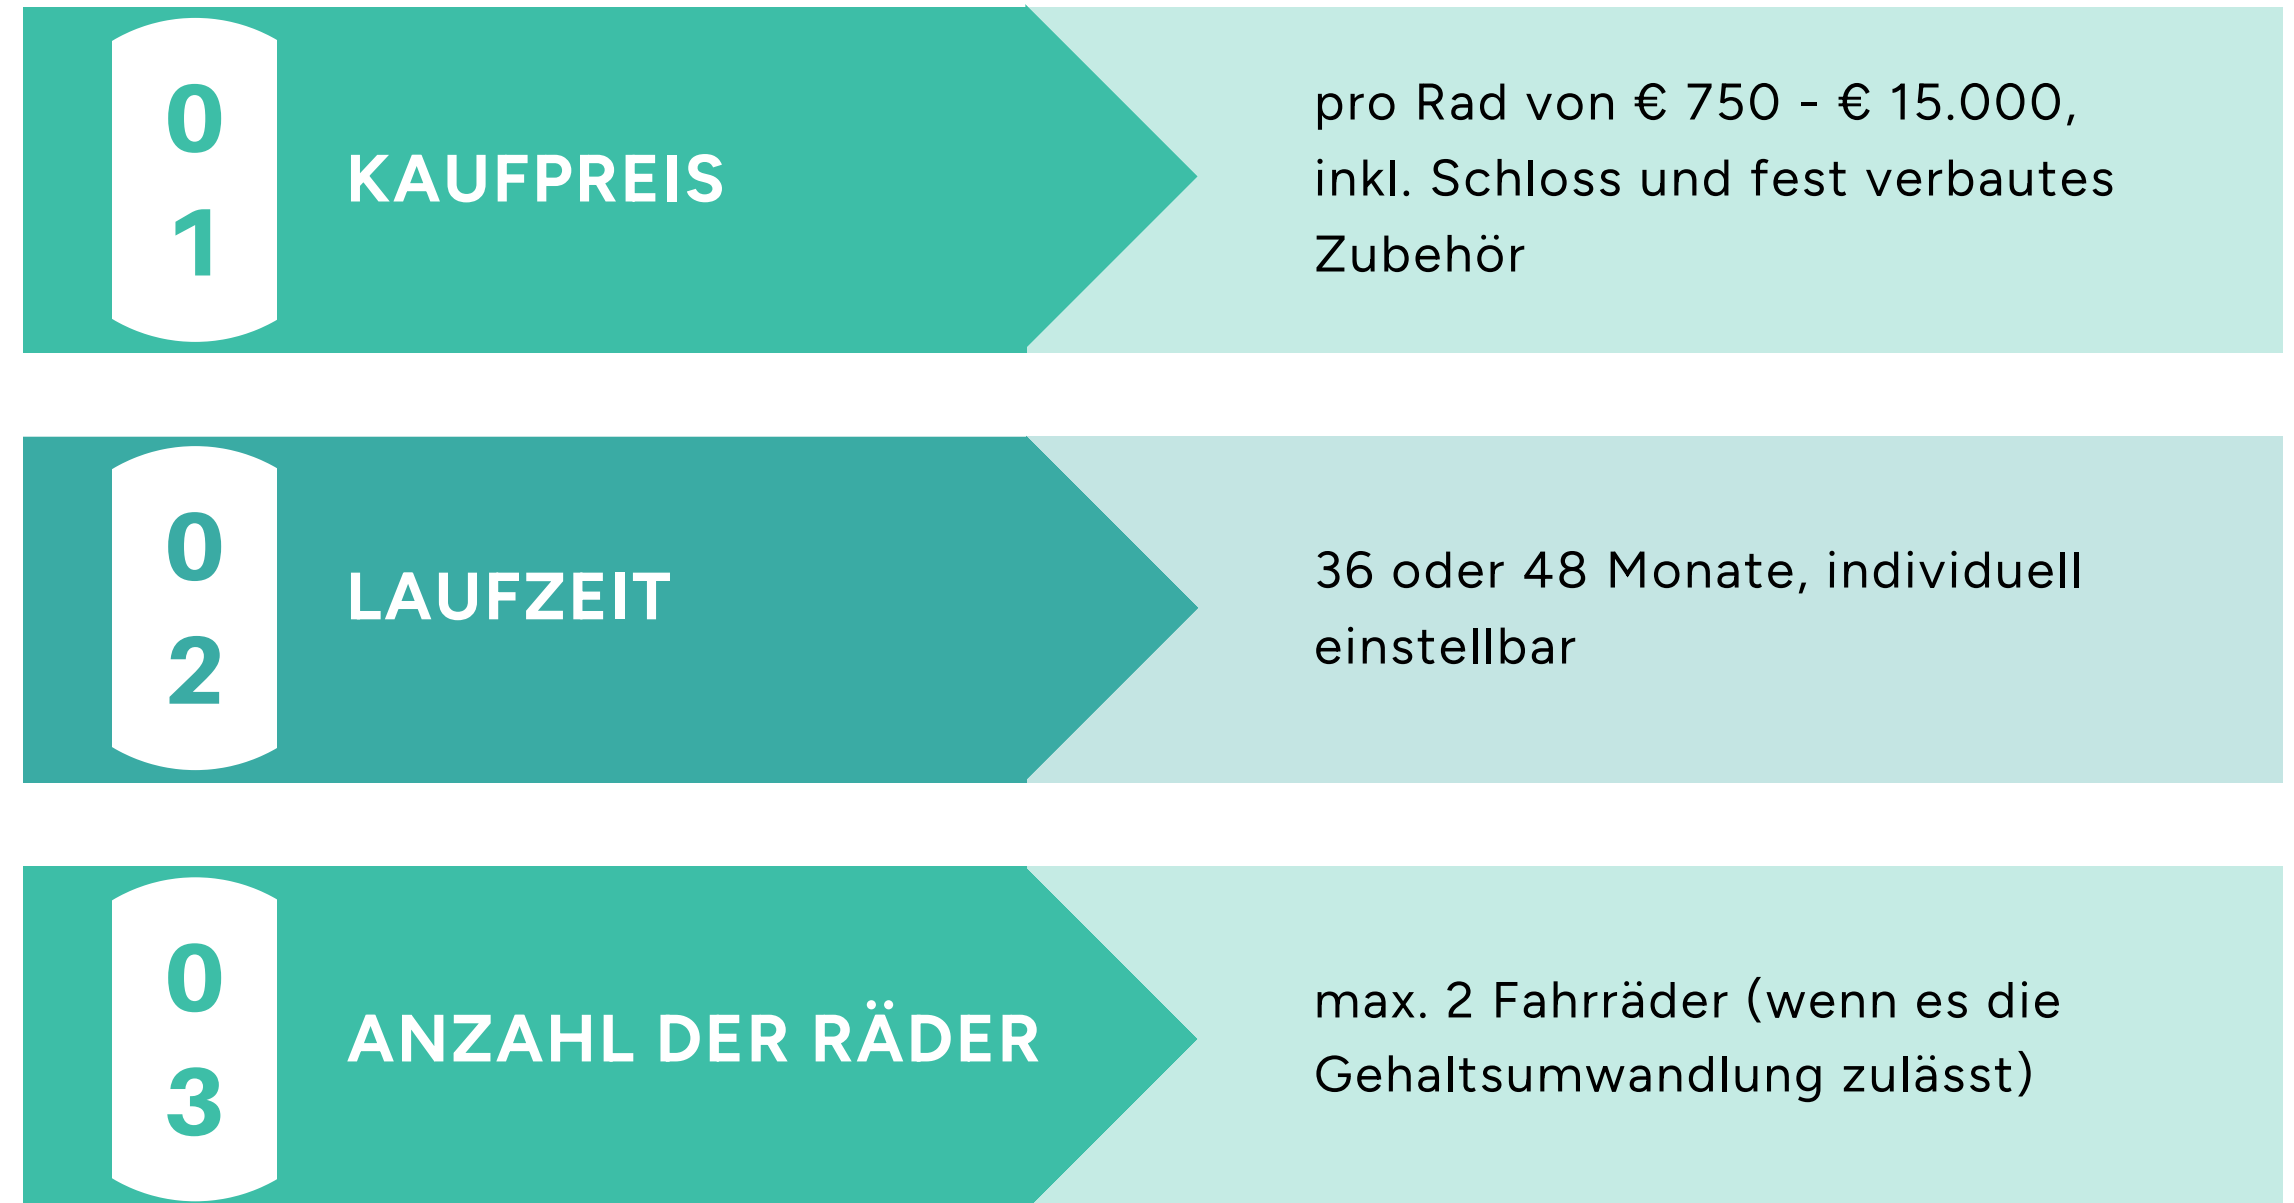 0
1
KAUFPREIS
pro Rad von € 750 - € 15.000,
inkl. Schloss und fest verbautes
Zubehör
0
2
LAUFZEIT
36 oder 48 Monate, individuell
einstellbar
0
3
ANZAHL DER RÄDER
max. 2 Fahrräder (wenn es die
Gehaltsumwandlung zulässt)